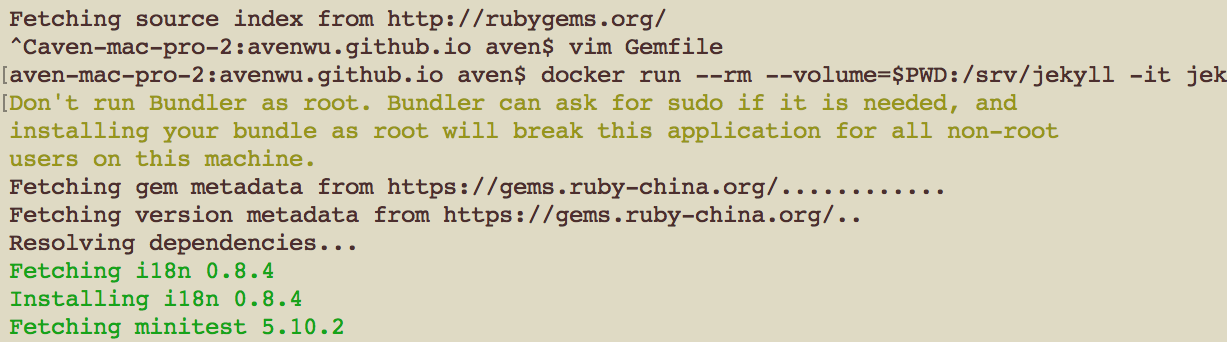 Fetching source index from http://rubygems.org/
^Caven-mac-pro-2:avenwu.github.io aven$ vim Gemfile
[aven-mac-pro-2:avenwu.github.io aven$ docker run --rm --volume=$PWD:/srv/jekyll -it jek
[Don't run Bundler as root. Bundler can ask for sudo if it is needed, and
installing your bundle as root will break this application for all non-root
users on this machine.
Fetching gem metadata from https://gems.ruby-china.org/............
Fetching version metadata from https://gems.ruby-china.org/..
Resolving dependencies...
Fetching i18n 0.8.4
Installing i18n 0.8.4
Fetching minitest 5.10.2